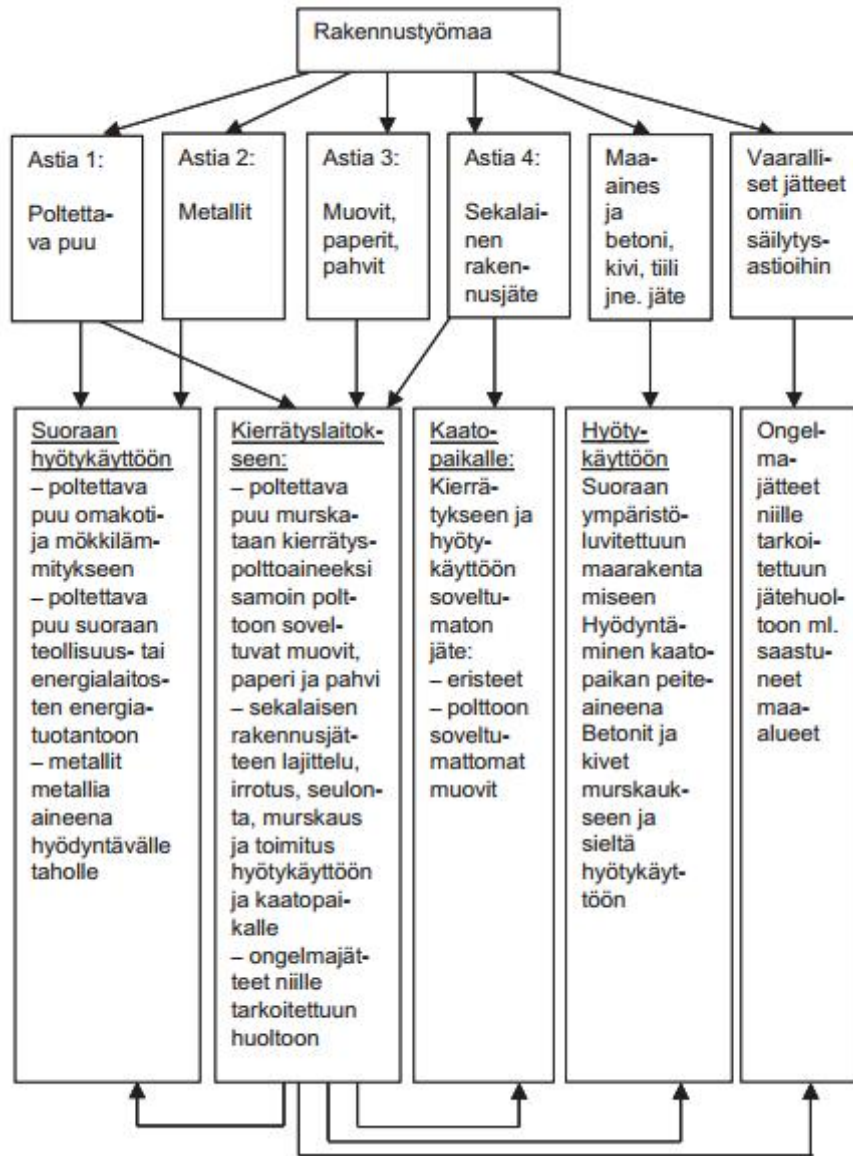 Rakennustyömaa
Astia 1:
Poltetta-
va puu
Astia 2:
Metallit
Astia 3:
Muovit,
paperit,
pahvit
Astia 4:
Sekalai-
nen
raken-
nusjäte
Maa-
aines
ja
betoni,
kivi, tiili
jne. jäte
Vaaralli-
set jätteet
omiin
säilytys-
astioihin
Suoraan
hyötykäyttöön
– poltettava
puu omakoti-
ja mökkiläm-
mitykseen
– poltettava
puu suoraan
teollisuus- tai
energialaitos-
ten energia-
tuotantoon
– metallit
metallia
aineena
hyödyntävälle
taholle
Kierrätyslaitok-
seen:
– poltettava
puu murska-
taan kierrätys-
polttoaineeksi
samoin polt-
toon sovel-
tuvat muovit,
paperi ja pahvi
– sekalaisen
rakennusjät-
teen lajittelu,
irrotus, seulon-
ta, murskaus
ja toimitus
hyötykäyttöön
ja kaatopai-
kalle
– ongelmajät-
teet niille
tarkoitettuun
huoltoon
Kaato-
paikalle:
Kierrä-
tykseen ja
hyöty-
käyttöön
soveltu-
maton
jäte:
– eristeet
– polttoon
soveltu-
mattomat
muovit
Hyöty-
käyttöön
Suoraan
ympäristö-
luvitettuun
maarakenta
miseen
Hyödyntä-
minen kaato-
paikan peite-
aineena
Betonit ja
kivet
murskauk-
seen ja
sieltä
hyötykäyt-
töön
Ongel-
ma-
jätteet
niille
tarkoi-
tettuun
jätehuol-
toon ml.
saastu-
neet
maa-
alueet